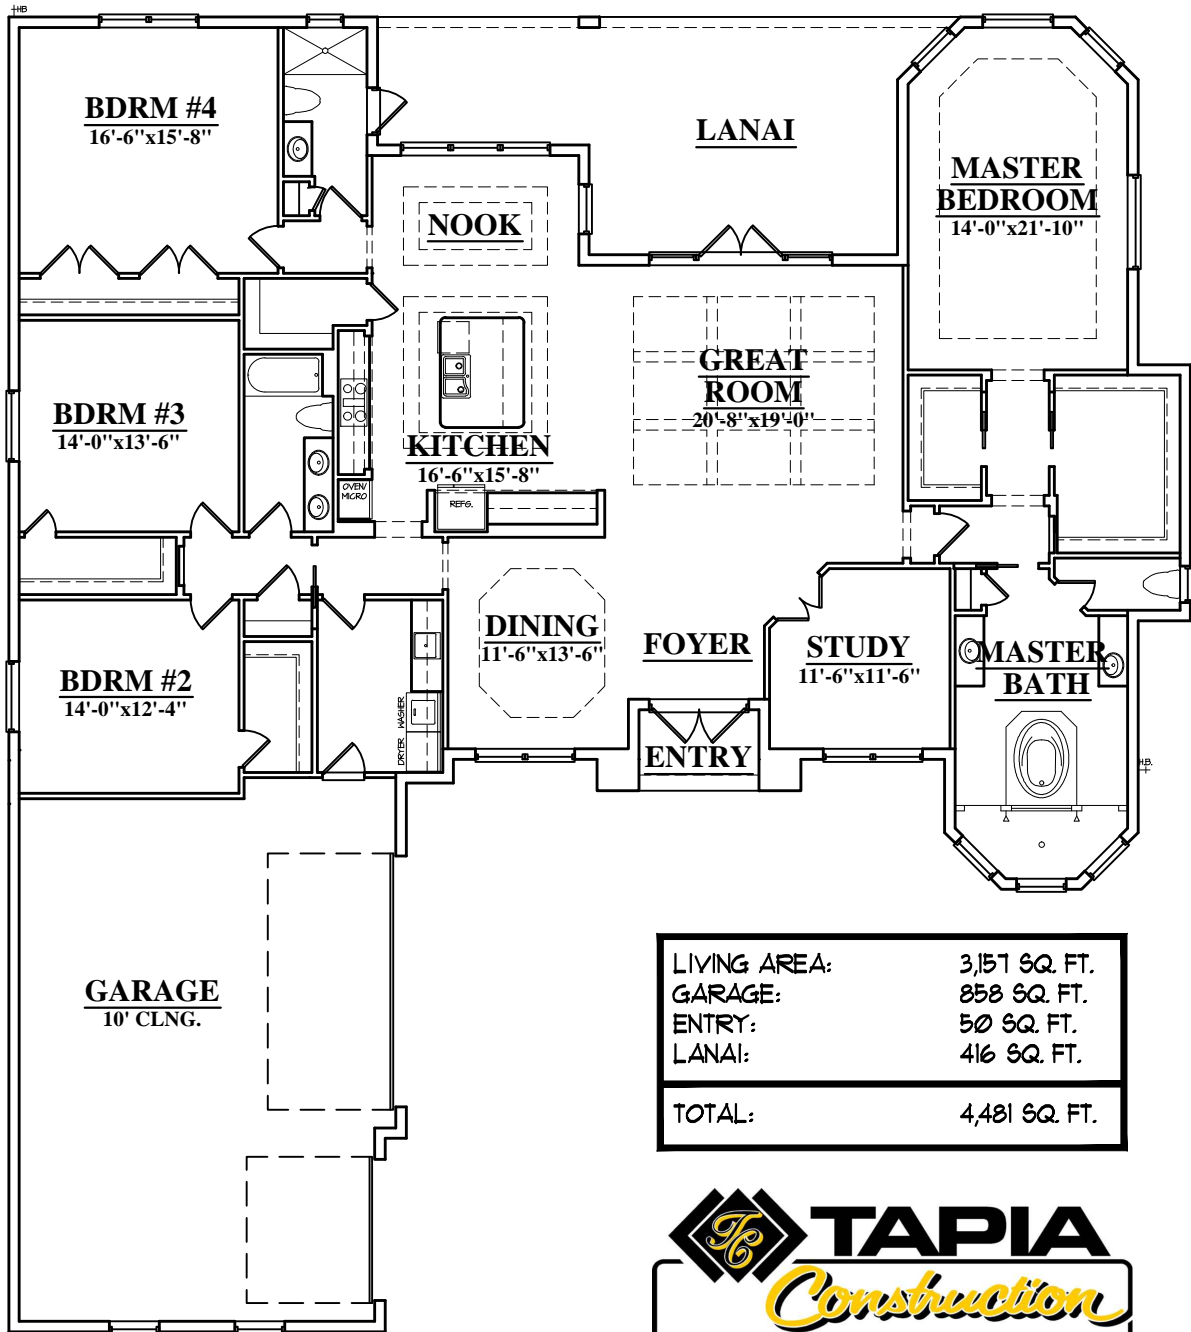 HB
BDRM #4
16'-6"x15'-8"
LANAI
MASTER
BEDROOM
14'-0"x21'-10"
NOOK
GREAT
ROOM
20'-8"x19'-0"
BDRM #3
14'-0"x13'-6"
KITCHEN
16'-6"x15'-8"
OVEN/
MICRO
REFG.
DINING
11'-6"x13'-6"
FOYER
STUDY
11'-6"x11'-6"
MASTER
BATH
BDRM #2
14'-0"x12'-4"
DRYER WASHER
ENTRY
H.B.
GARAGE
10' CLNG.
LIVING AREA: 3,157 SQ. FT.
GARAGE: 858 SQ. FT.
ENTRY: 50 SQ. FT.
LANAI: 416 SQ. FT.
TOTAL: 4,481 SQ. FT.
TC TAPIA
Construction